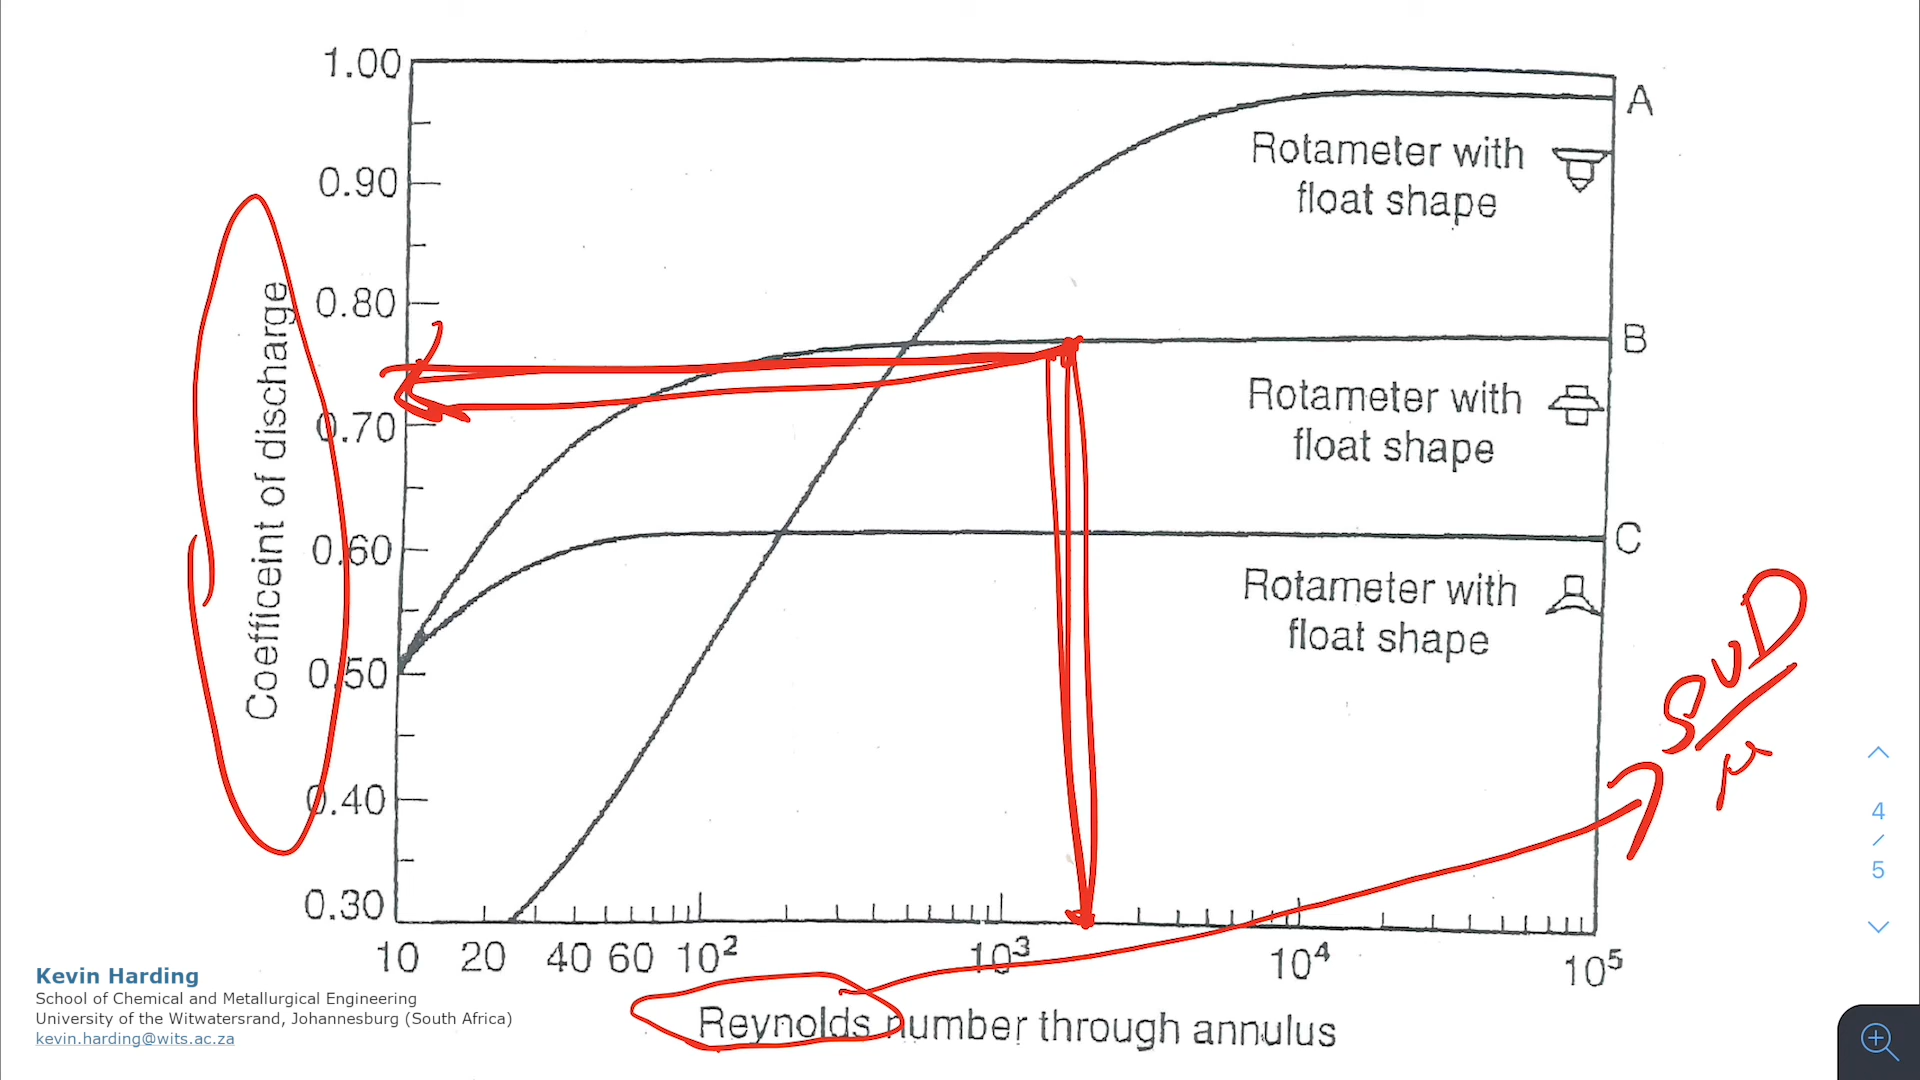 1.00
A
Rotameter with
float shape
0.90
0.80
B
Rotameter with
float shape
0.70
Coefficeint of discharge
0.60
C
Rotameter with
float shape
0.50
ρυD
μ
0.40
0.30
10 20 40 60 10² 10³ 10⁴ 10⁵
Reynolds number through annulus
4
/
5
Kevin Harding
School of Chemical and Metallurgical Engineering
University of the Witwatersrand, Johannesburg (South Africa)
kevin.harding@wits.ac.za